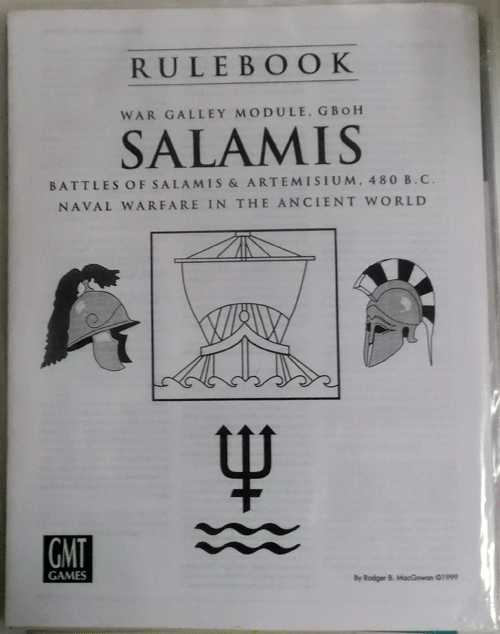 RULEBOOK
WAR GALLEY MODULE, GBOH
SALAMIS
BATTLES OF SALAMIS & ARTEMISIUM, 480 B.C.
NAVAL WARFARE IN THE ANCIENT WORLD
GMT
GAMES
By Rodger B. MacGowan ©1999